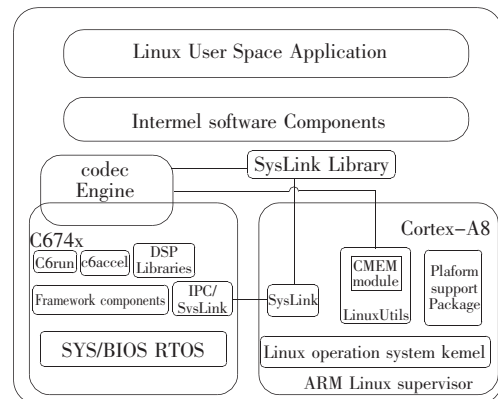 Linux User Space Application
Intermel software Components
codec
Engine
SysLink Library
C674x
C6run
c6accel
DSP
Libraries
Framework components
IPC/
SvsLink
SYS/BIOS RTOS
Cortex-A8
SysLink
CMEM
module
LinuxUtils
Plaform
support
Package
Linux operation system kemel
ARM Linux supervisor